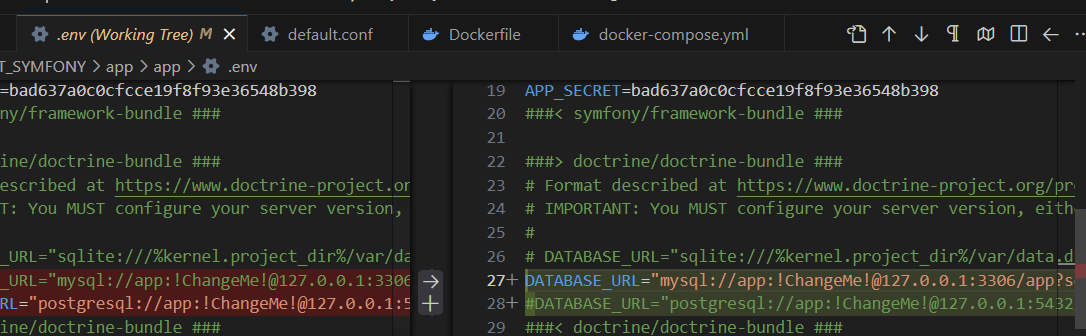 .env (Working Tree) M
default.conf
Dockerfile
docker-compose.yml
T_SYMFONY > app > app > .env
=bad637a0c0cfcce19f8f93e36548b398
ny/framework-bundle ###
ine/doctrine-bundle ###
escribed at https://www.doctrine-project.or
T: You MUST configure your server version,
_URL="sqlite:///%kernel.project_dir%/var/da
_URL="mysql://app:!ChangeMe!@127.0.0.1:3306
RL="postgresql://app:!ChangeMe!@127.0.0.1:5
ine/doctrine-bundle ###
19 APP_SECRET=bad637a0c0cfcce19f8f93e36548b398
20 ###< symfony/framework-bundle ###
21
22 ###> doctrine/doctrine-bundle ###
23 # Format described at https://www.doctrine-project.org/pr
24 # IMPORTANT: You MUST configure your server version, eith
25 #
26 # DATABASE_URL="sqlite:///%kernel.project_dir%/var/data.d
27+ DATABASE_URL="mysql://app:!ChangeMe!@127.0.0.1:3306/app?s
28+ #DATABASE_URL="postgresql://app:!ChangeMe!@127.0.0.1:5432
29 ###< doctrine/doctrine-bundle ###